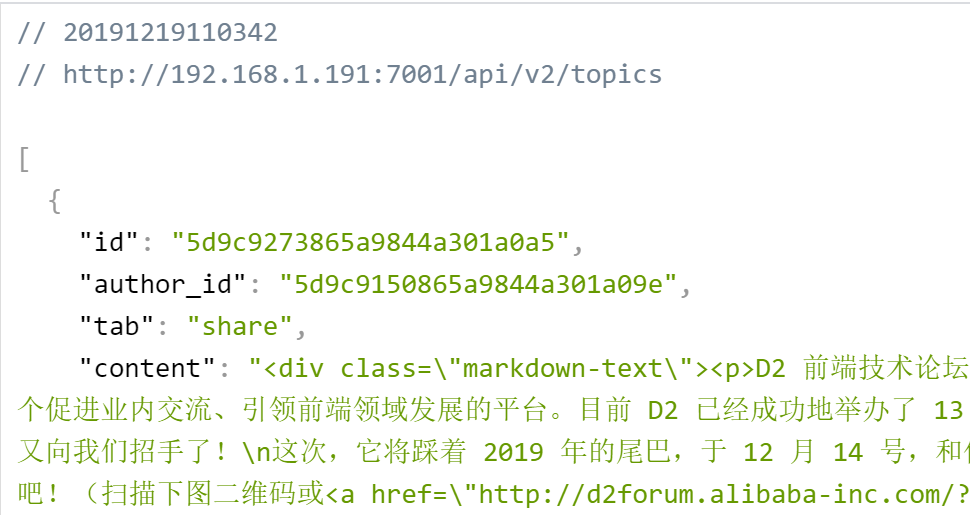 // 20191219110342
// http://192.168.1.191:7001/api/v2/topics
[
{
"id": "5d9c9273865a9844a301a0a5",
"author_id": "5d9c9150865a9844a301a09e",
"tab": "share",
"content": "<div class=\"markdown-text\"><p>D2 前端技术论坛
个促进业内交流、引领前端领域发展的平台。目前 D2 已经成功地举办了 13
又向我们招手了！\n这次，它将踩着 2019 年的尾巴，于 12 月 14 号，和
吧！（扫描下图二维码或<a href=\"http://d2forum.alibaba-inc.com/?